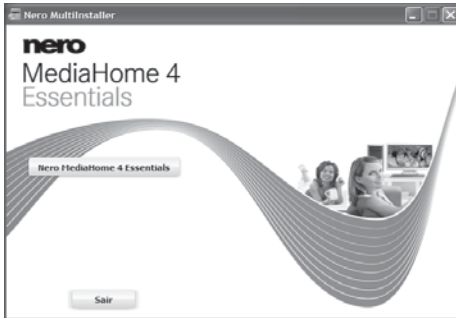 Nero MultiInstaller
nero
MediaHome 4
Essentials
Nero MediaHome 4 Essentials
Sair